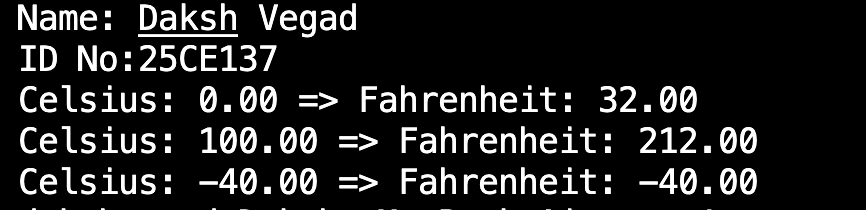 Name: Daksh Vegad
ID No:25CE137
Celsius: 0.00 => Fahrenheit: 32.00
Celsius: 100.00 => Fahrenheit: 212.00
Celsius: -40.00 => Fahrenheit: -40.00